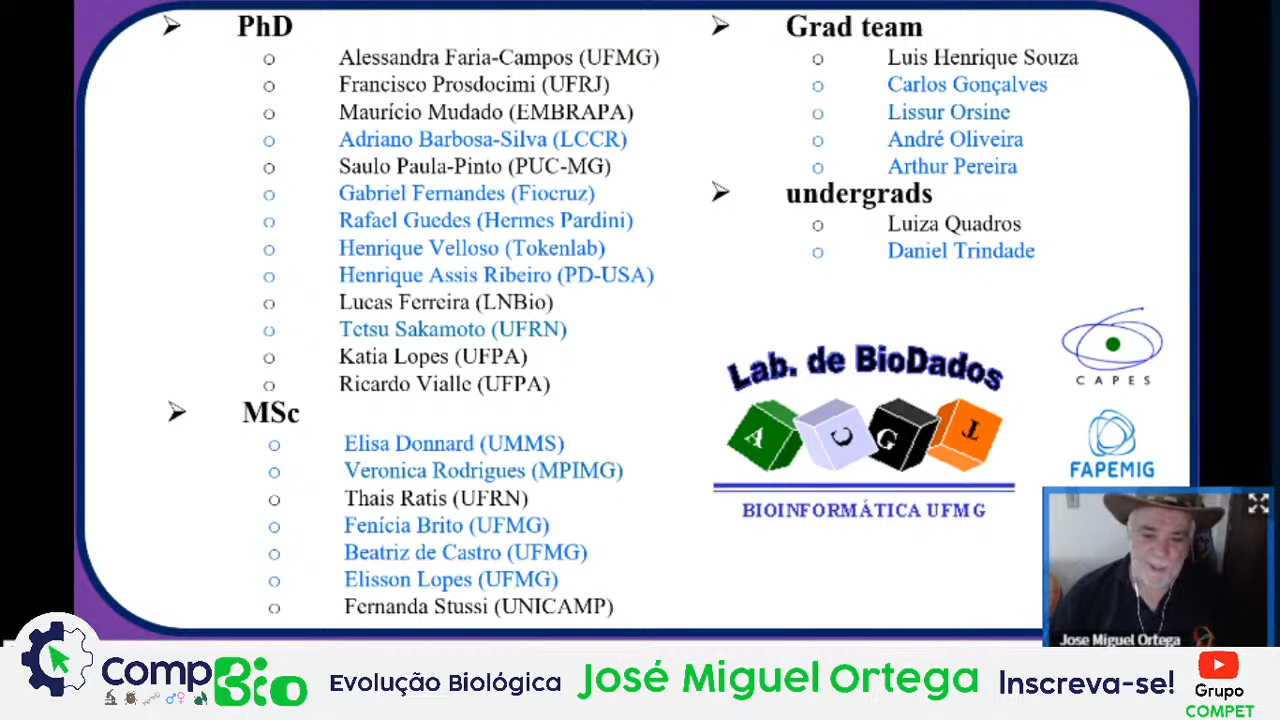 PhD
Alessandra Faria-Campos (UFMG)
Francisco Prosdocimi (UFRJ)
Maurício Mudado (EMBRAPA)
Adriano Barbosa-Silva (LCCR)
Saulo Paula-Pinto (PUC-MG)
Gabriel Fernandes (Fiocruz)
Rafael Guedes (Hermes Pardini)
Henrique Velloso (Tokenlab)
Henrique Assis Ribeiro (PD-USA)
Lucas Ferreira (LNBio)
Tetsu Sakamoto (UFRN)
Katia Lopes (UFPA)
Ricardo Vialle (UFPA)
MSc
Elisa Donnard (UMMS)
Veronica Rodrigues (MPIMG)
Thais Ratis (UFRN)
Fenícia Brito (UFMG)
Beatriz de Castro (UFMG)
Elisson Lopes (UFMG)
Fernanda Stussi (UNICAMP)
Grad team
Luis Henrique Souza
Carlos Gonçalves
Lissur Orsine
André Oliveira
Arthur Pereira
undergrads
Luiza Quadros
Daniel Trindade
Lab. de BioDados
A C G T
BIOINFORMÁTICA UFMG
CAPES
FAPEMIG
Jose Miguel Ortega
Comp Bio
Evolução Biológica
José Miguel Ortega
Inscreva-se!
Grupo
COMPET